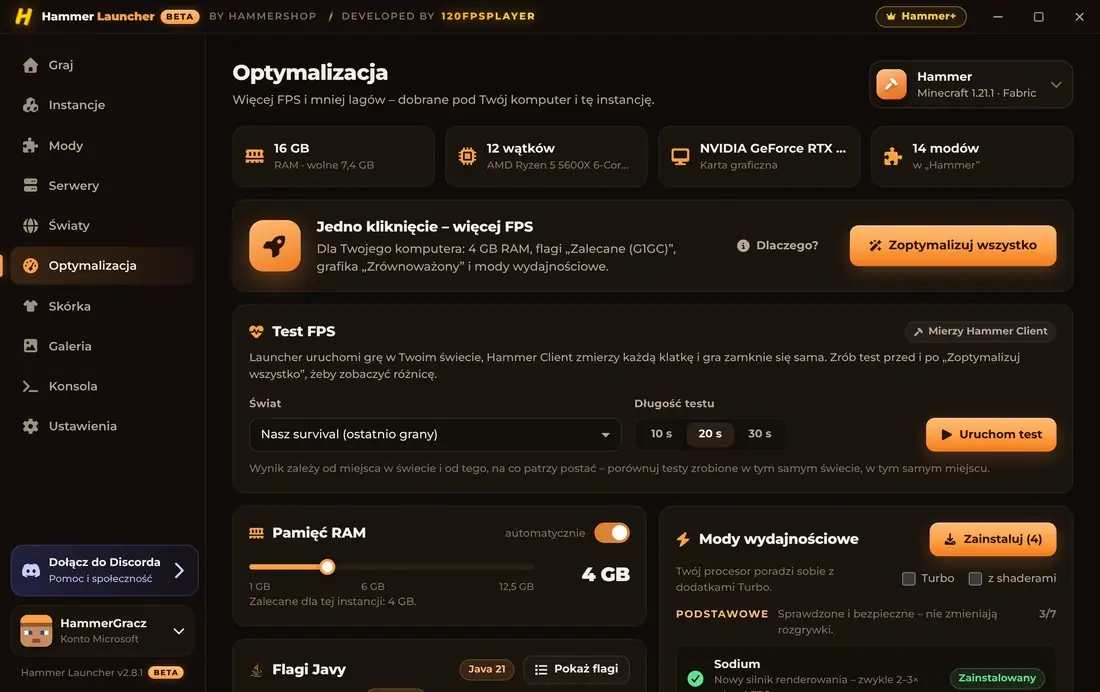 Hammer Launcher BETA BY HAMMERSHOP / DEVELOPED BY 120FPSPLAYER
Hammer+
Graj
Instancje
Mody
Serwery
Światy
Optymalizacja
Skórka
Galeria
Konsola
Ustawienia
Dołącz do Discorda
Pomoc i społeczność
HammerGracz
Konto Microsoft
Hammer Launcher v2.8.1 BETA
Optymalizacja
Więcej FPS i mniej lagów – dobrane pod Twój komputer i tę instancję.
Hammer
Minecraft 1.21.1 · Fabric
16 GB
RAM · wolne 7,4 GB
12 wątków
AMD Ryzen 5 5600X 6-Cor...
NVIDIA GeForce RTX ...
Karta graficzna
14 modów
w „Hammer”
Jedno kliknięcie – więcej FPS
Dla Twojego komputera: 4 GB RAM, flagi „Zalecane (G1GC)”,
grafika „Zrównoważony” i mody wydajnościowe.
Dlaczego?
Zoptymalizuj wszystko
Test FPS
Mierzy Hammer Client
Launcher uruchomi grę w Twoim świecie, Hammer Client zmierzy każdą klatkę i gra zamknie się sama. Zrób test przed i po „Zoptymalizuj
wszystko”, żeby zobaczyć różnicę.
Świat
Nasz survival (ostatnio grany)
Długość testu
10 s 20 s 30 s
Uruchom test
Wynik zależy od miejsca w świecie i od tego, na co patrzy postać – porównuj testy zrobione w tym samym świecie, w tym samym miejscu.
Pamięć RAM
automatycznie
4 GB
1 GB 6 GB 12,5 GB
Zalecane dla tej instancji: 4 GB.
Flagi Javy
Java 21
Pokaż flagi
Mody wydajnościowe
Zainstaluj (4)
Twój procesor poradzi sobie z
dodatkami Turbo.
Turbo
z shaderami
PODSTAWOWE Sprawdzone i bezpieczne – nie zmieniają
rozgrywki.
3/7
Sodium
Nowy silnik renderowania – zwykle 2–3×
Zainstalowany